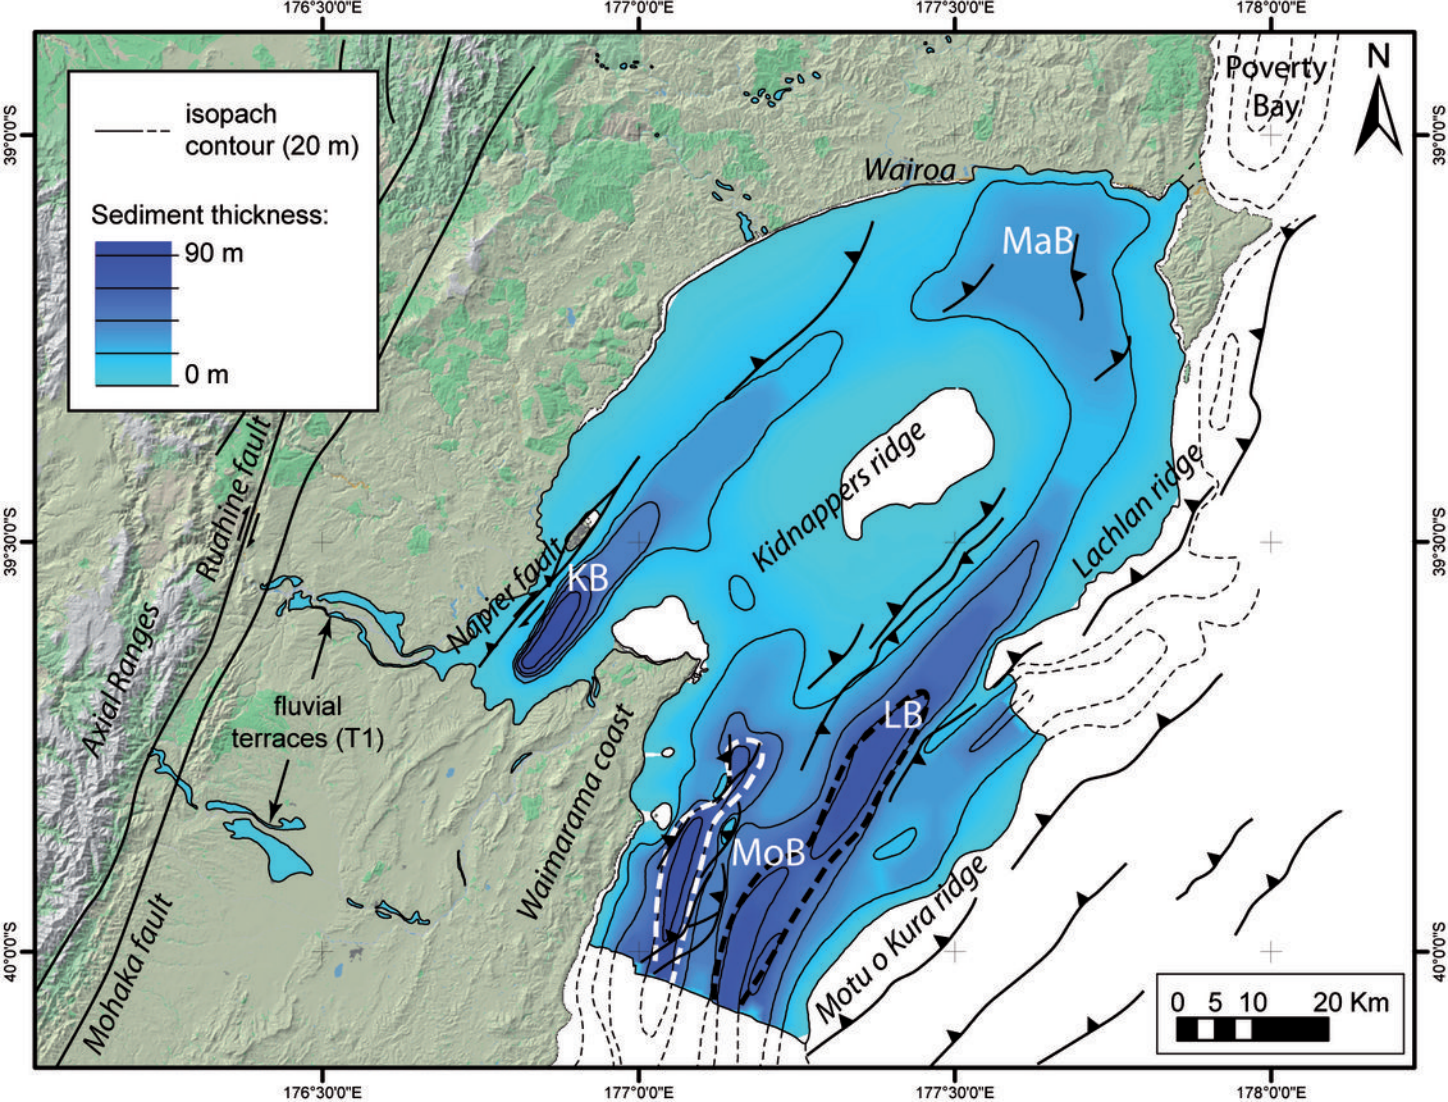 176°30'0"E
177°0'0"E
177°30'0"E
178°0'0"E
isopach
contour (20 m)
Sediment thickness:
90 m
0 m
Poverty
Bay
N
39°0'0"S
39°0'0"S
Wairoa
MaB
Kidnappers ridge
Lachlan ridge
Ruahine fault
39°30'0"S
39°30'0"S
Napier fault
KB
Axial Ranges
fluvial
terraces (T1)
Waimarama coast
LB
MoB
Mohaka fault
Motu o Kura ridge
40°0'0"S
40°0'0"S
0 5 10 20 Km
176°30'0"E
177°0'0"E
177°30'0"E
178°0'0"E